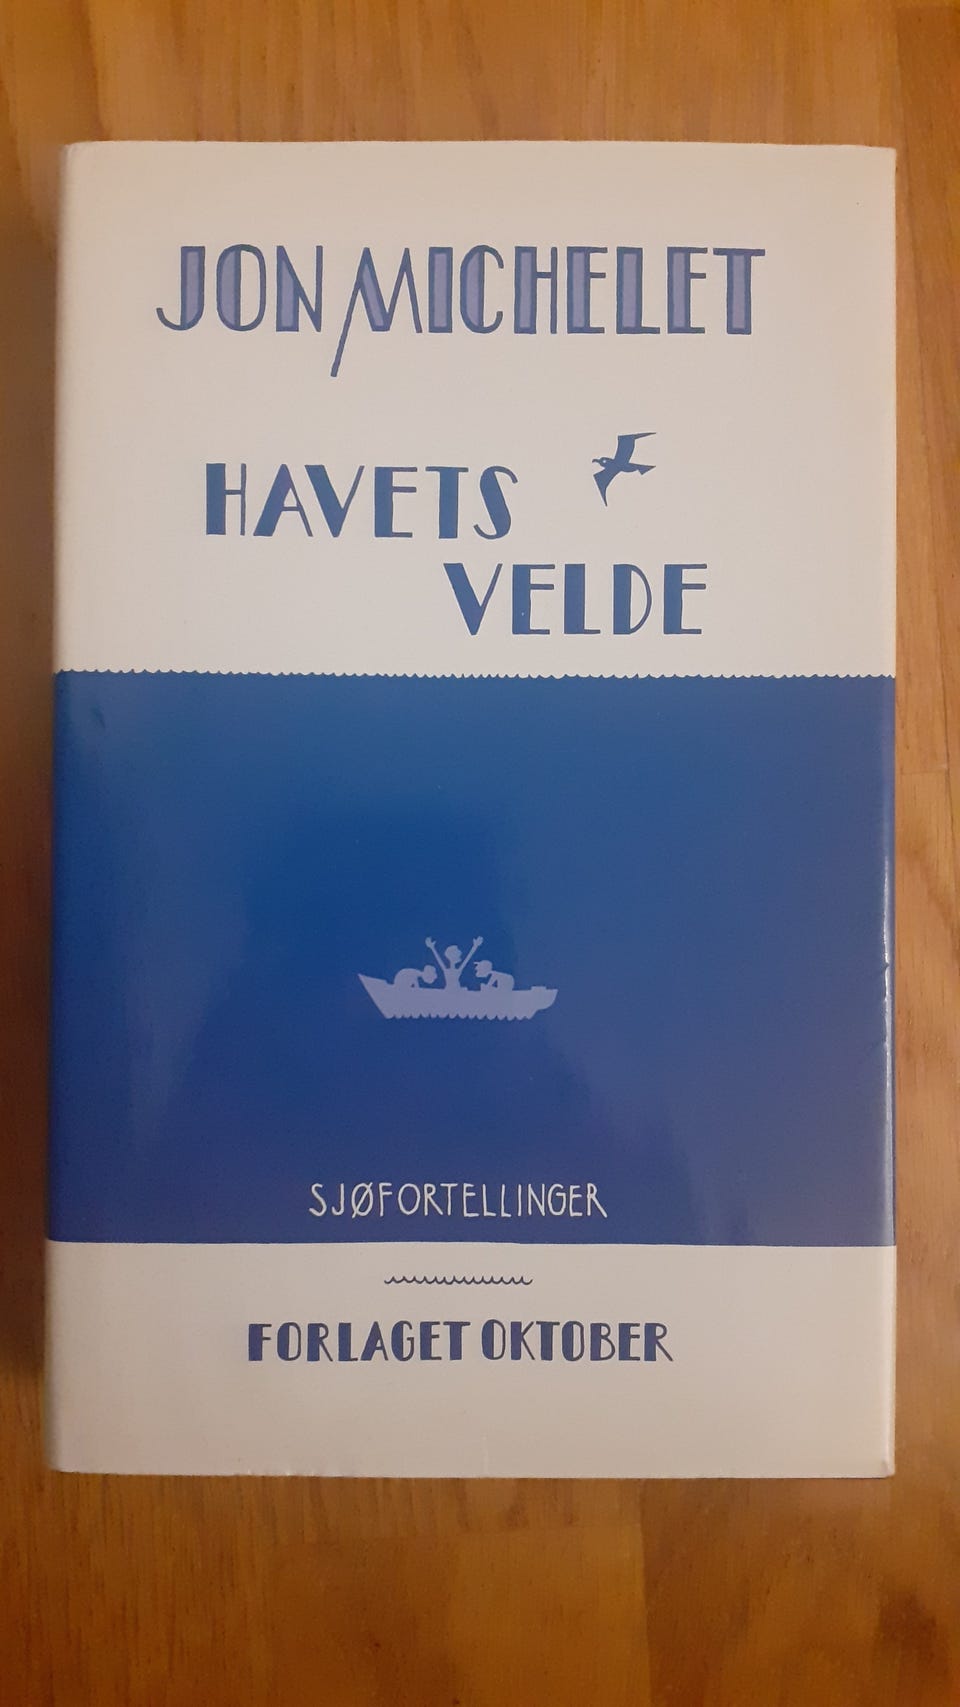 JON MICHELET
HAVETS
VELDE
SJØFORTELLINGER
FORLAGET OKTOBER